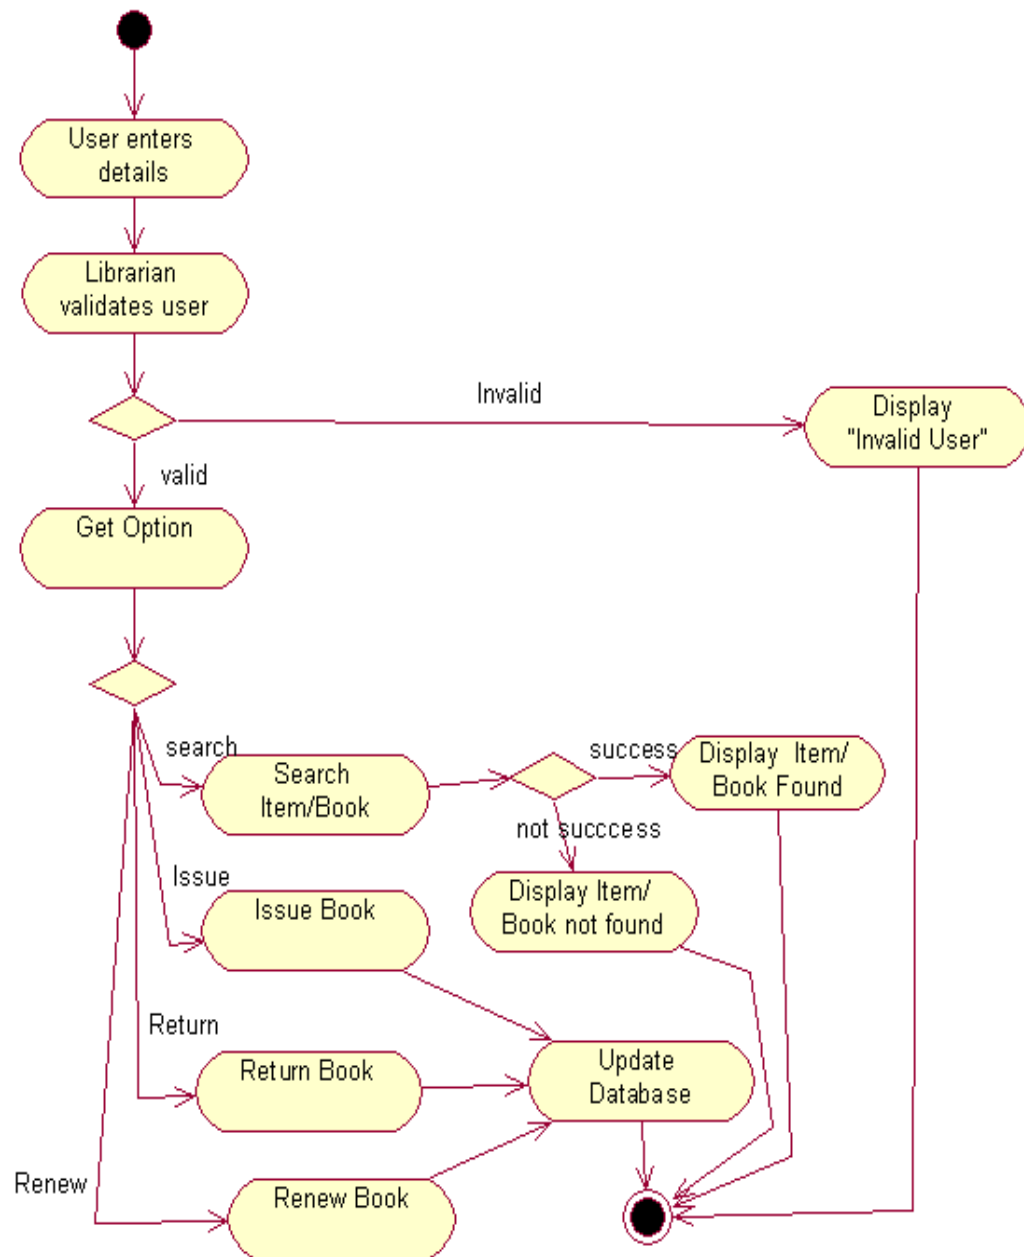 User enters
details
Librarian
validates user
Invalid
Display
"Invalid User"
valid
Get Option
search
Search
Item/Book
success
Display Item/
Book Found
not succcess
Display Item/
Book not found
Issue
Issue Book
Return
Return Book
Update
Database
Renew
Renew Book